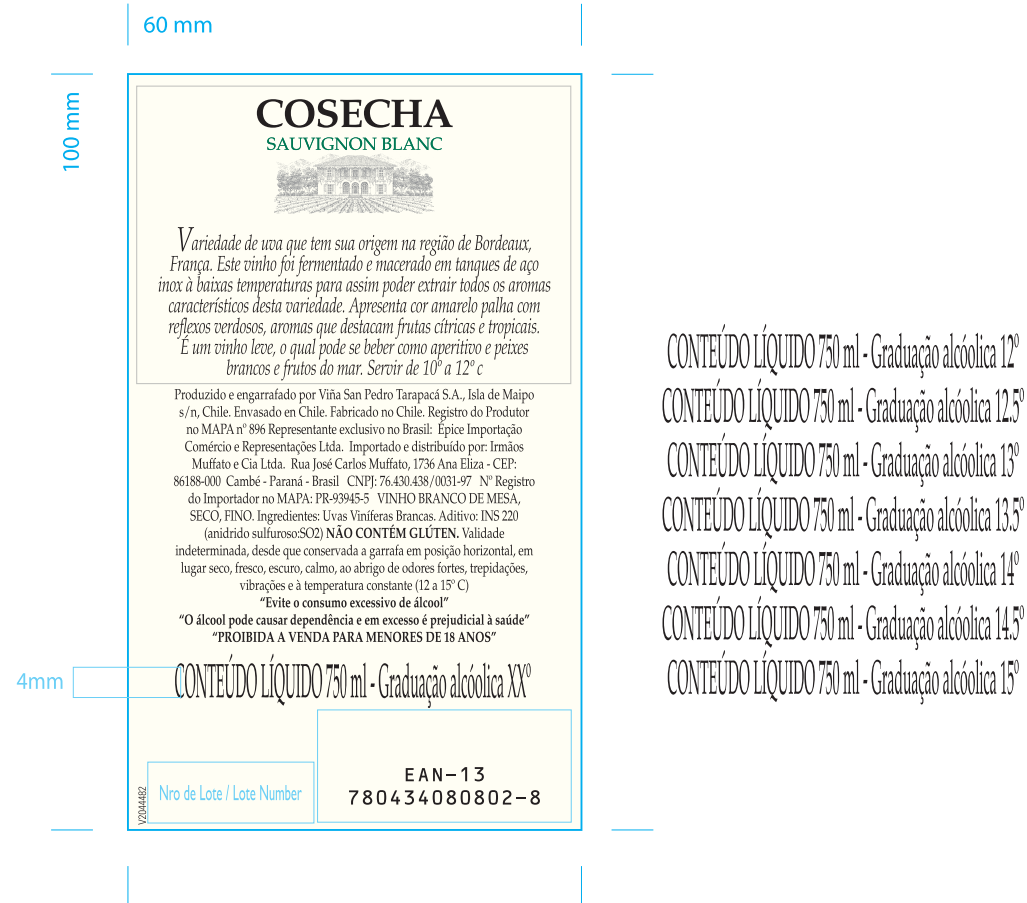 60 mm
100 mm
COSECHA
SAUVIGNON BLANC
Variedade de uva que tem sua origem na região de Bordeaux,
França. Este vinho foi fermentado e macerado em tanques de aço
inox à baixas temperaturas para assim poder extrair todos os aromas
característicos desta variedade. Apresenta cor amarelo palha com
reflexos verdosos, aromas que destacam frutas cítricas e tropicais.
É um vinho leve, o qual pode se beber como aperitivo e peixes
brancos e frutos do mar. Servir de 10º a 12º c
Produzido e engarrafado por Viña San Pedro Tarapacá S.A., Isla de Maipo
s/n, Chile. Envasado en Chile. Fabricado no Chile. Registro do Produtor
no MAPA nº 896 Representante exclusivo no Brasil: Épice Importação
Comércio e Representações Ltda. Importado e distribuído por: Irmãos
Muffato e Cia Ltda. Rua José Carlos Muffato, 1736 Ana Eliza - CEP:
86188-000 Cambé - Paraná - Brasil CNPJ: 76.430.438/0031-97 Nº Registro
do Importador no MAPA: PR-93945-5 VINHO BRANCO DE MESA,
SECO, FINO. Ingredientes: Uvas Viníferas Brancas. Aditivo: INS 220
(anidrido sulfuroso:SO2) NÃO CONTÉM GLÚTEN. Validade
indeterminada, desde que conservada a garrafa em posição horizontal, em
lugar seco, fresco, escuro, calmo, ao abrigo de odores fortes, trepidações,
vibrações e à temperatura constante (12 a 15º C)
“Evite o consumo excessivo de álcool”
“O álcool pode causar dependência e em excesso é prejudicial à saúde”
“PROIBIDA A VENDA PARA MENORES DE 18 ANOS”
4mm
CONTEÚDO LÍQUIDO 750 ml - Graduação alcóolica XXº
EAN-13
780434080802-8
Nro de Lote / Lote Number
V2044482
CONTEÚDO LÍQUIDO 750 ml - Graduação alcóolica 12º
CONTEÚDO LÍQUIDO 750 ml - Graduação alcóolica 12.5º
CONTEÚDO LÍQUIDO 750 ml - Graduação alcóolica 13º
CONTEÚDO LÍQUIDO 750 ml - Graduação alcóolica 13.5º
CONTEÚDO LÍQUIDO 750 ml - Graduação alcóolica 14º
CONTEÚDO LÍQUIDO 750 ml - Graduação alcóolica 14.5º
CONTEÚDO LÍQUIDO 750 ml - Graduação alcóolica 15º